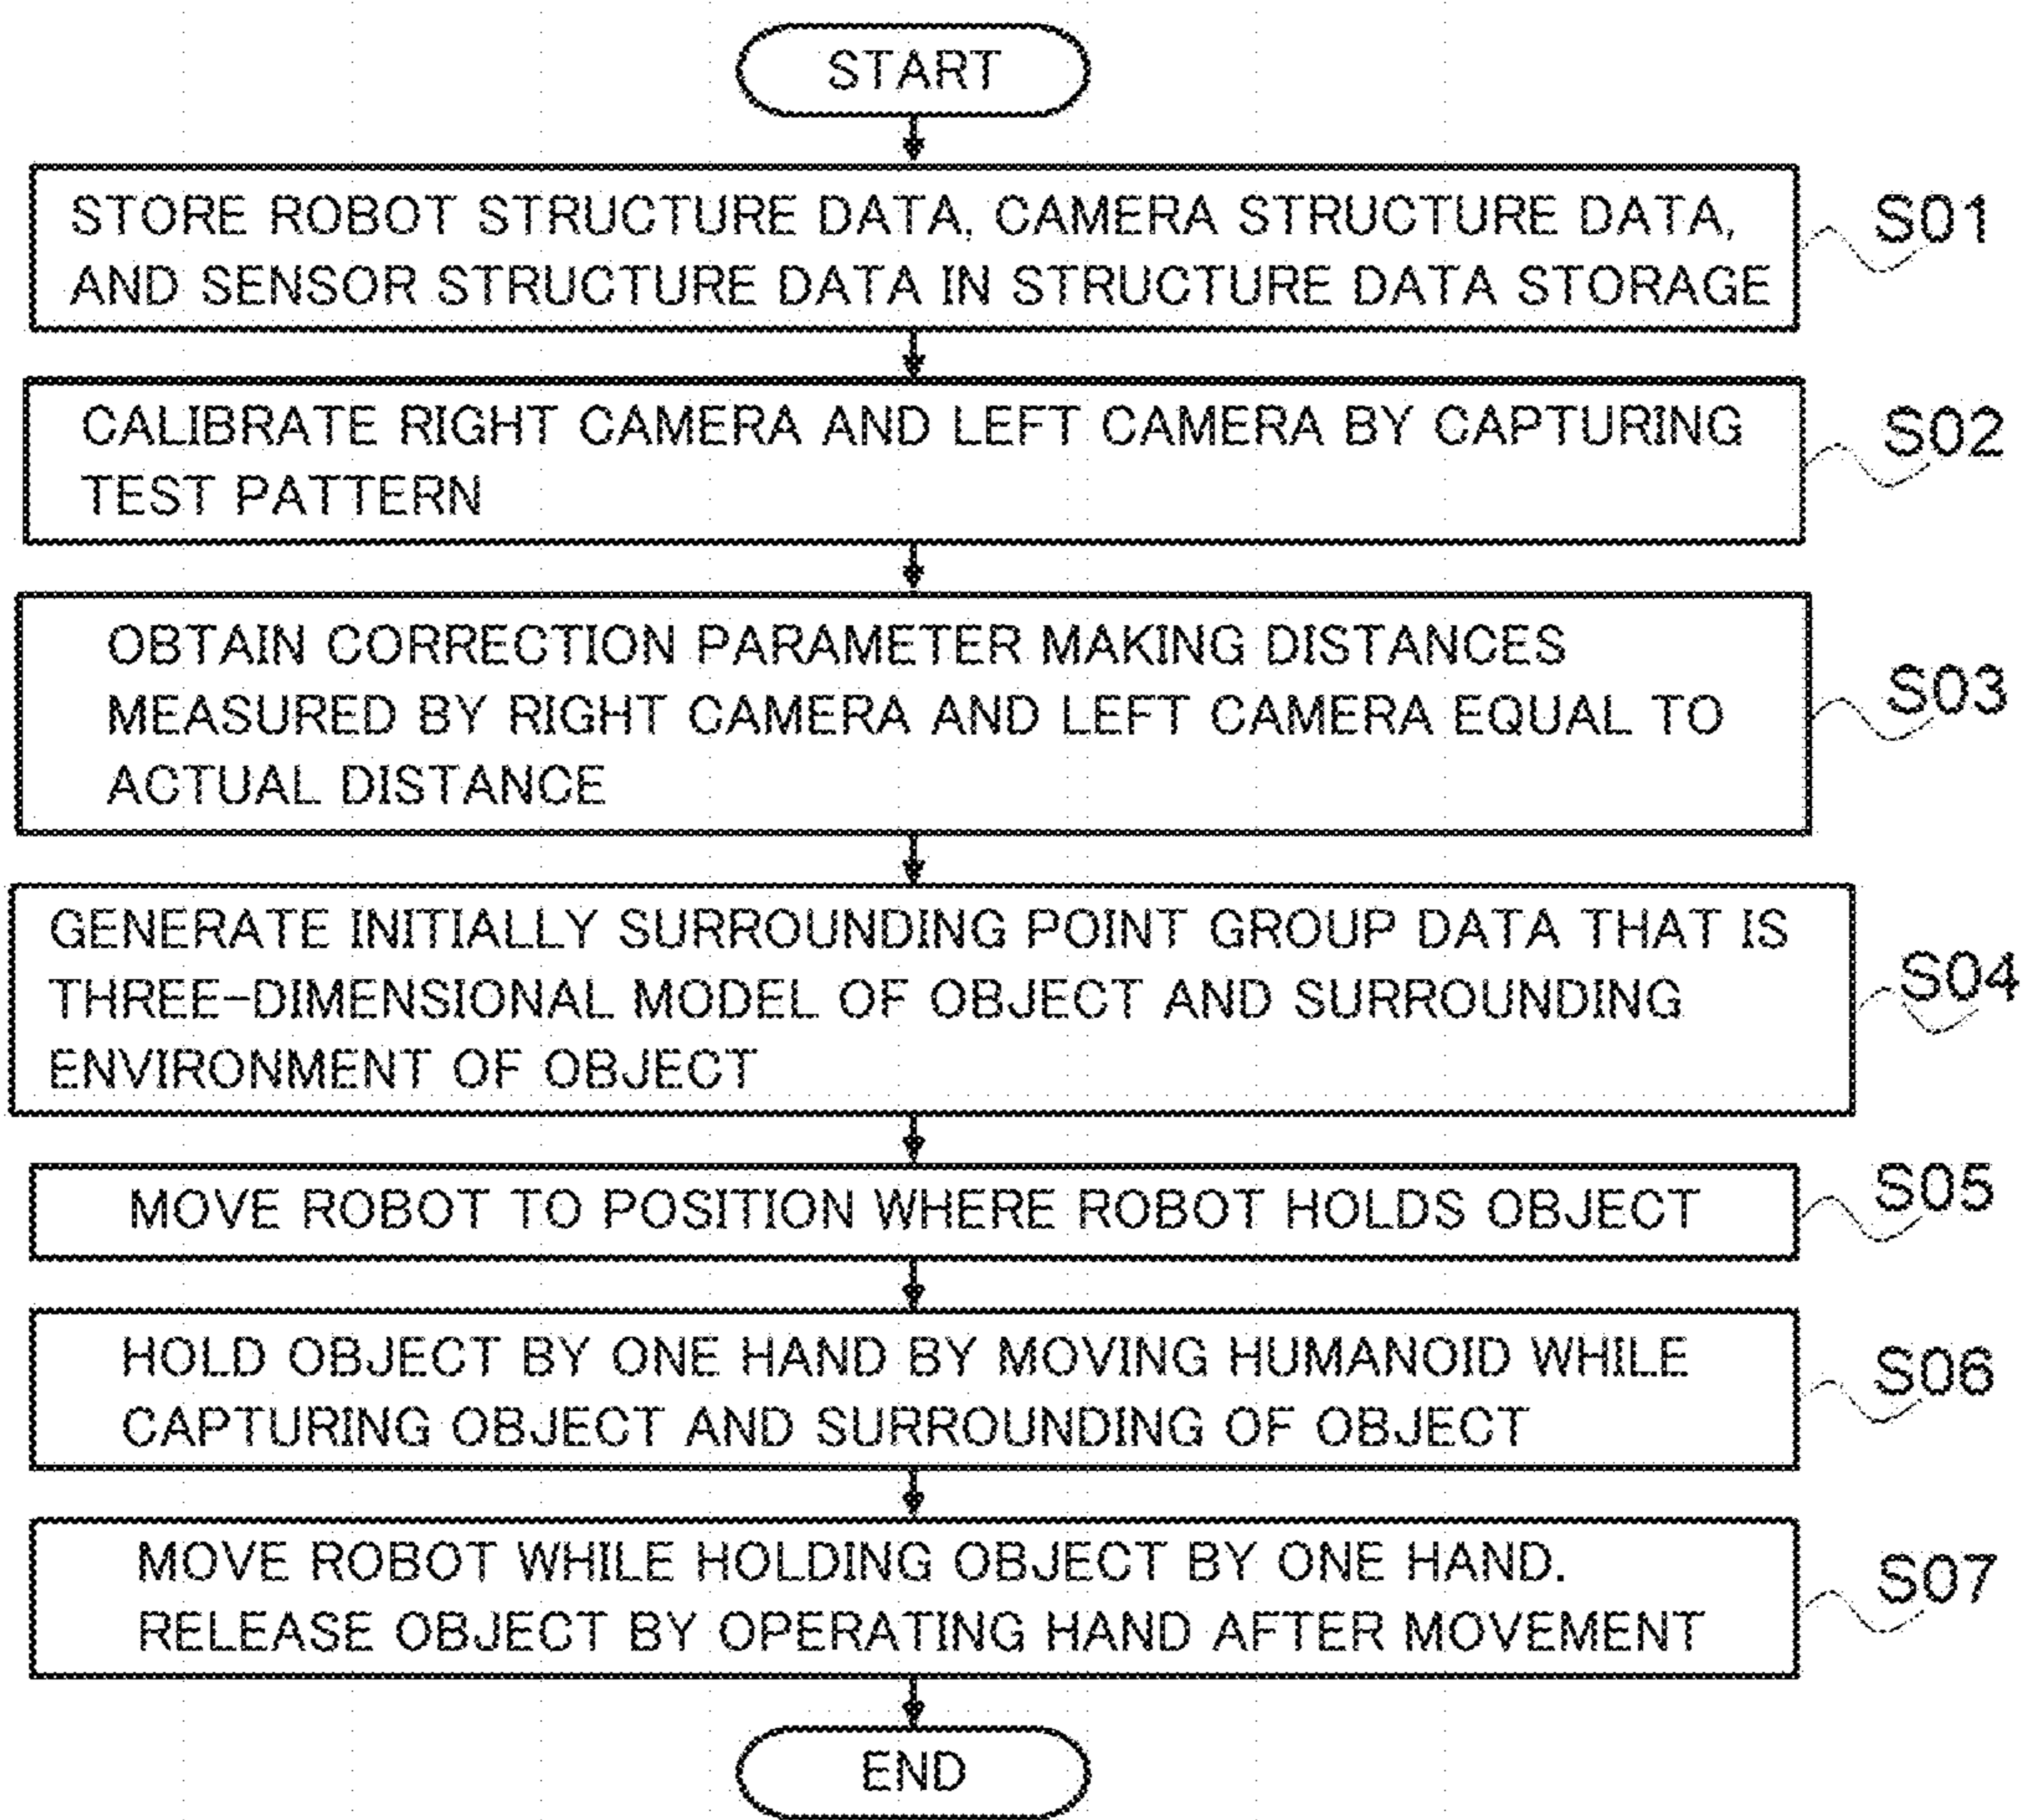 START
STORE ROBOT STRUCTURE DATA, CAMERA STRUCTURE DATA,
AND SENSOR STRUCTURE DATA IN STRUCTURE DATA STORAGE
S01
CALIBRATE RIGHT CAMERA AND LEFT CAMERA BY CAPTURING
TEST PATTERN
S02
OBTAIN CORRECTION PARAMETER MAKING DISTANCES
MEASURED BY RIGHT CAMERA AND LEFT CAMERA EQUAL TO
ACTUAL DISTANCE
S03
GENERATE INITIALLY SURROUNDING POINT GROUP DATA THAT IS
THREE-DIMENSIONAL MODEL OF OBJECT AND SURROUNDING
ENVIRONMENT OF OBJECT
S04
MOVE ROBOT TO POSITION WHERE ROBOT HOLDS OBJECT
S05
HOLD OBJECT BY ONE HAND BY MOVING HUMANOID WHILE
CAPTURING OBJECT AND SURROUNDING OF OBJECT
S06
MOVE ROBOT WHILE HOLDING OBJECT BY ONE HAND.
RELEASE OBJECT BY OPERATING HAND AFTER MOVEMENT
S07
END